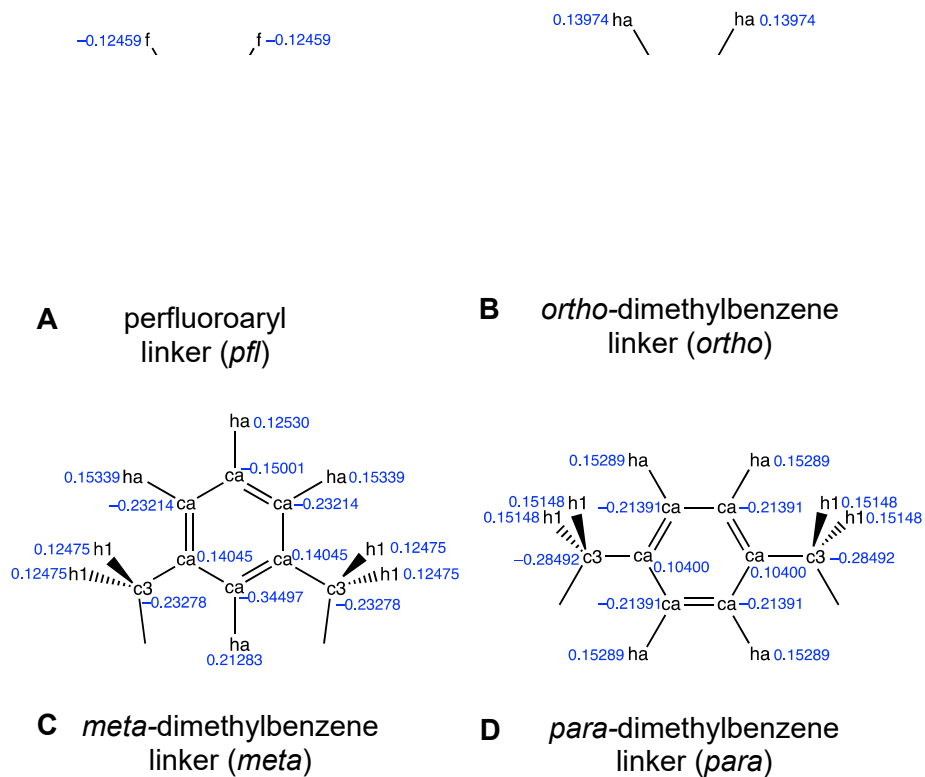 −0.12459 f f −0.12459
0.13974 ha ha 0.13974
A perfluoroaryl
linker (pfl)
B ortho-dimethylbenzene
linker (ortho)
ha 0.12530
0.15339 ha ca −0.15001 ha 0.15339
−0.23214 ca ca −0.23214
0.12475 h1 ca 0.14045 0.14045 ca h1 0.12475
0.12475 h1 c3 ca c3 h1 0.12475
−0.23278 −0.34497 −0.23278
ha
0.21283
0.15289 ha ha 0.15289
0.15148 h1 −0.21391 ca ca −0.21391 h1 0.15148
0.15148 h1 h1 0.15148
−0.28492 c3 ca ca c3 −0.28492
0.10400 0.10400
−0.21391 ca ca −0.21391
0.15289 ha ha 0.15289
C meta-dimethylbenzene
linker (meta)
D para-dimethylbenzene
linker (para)